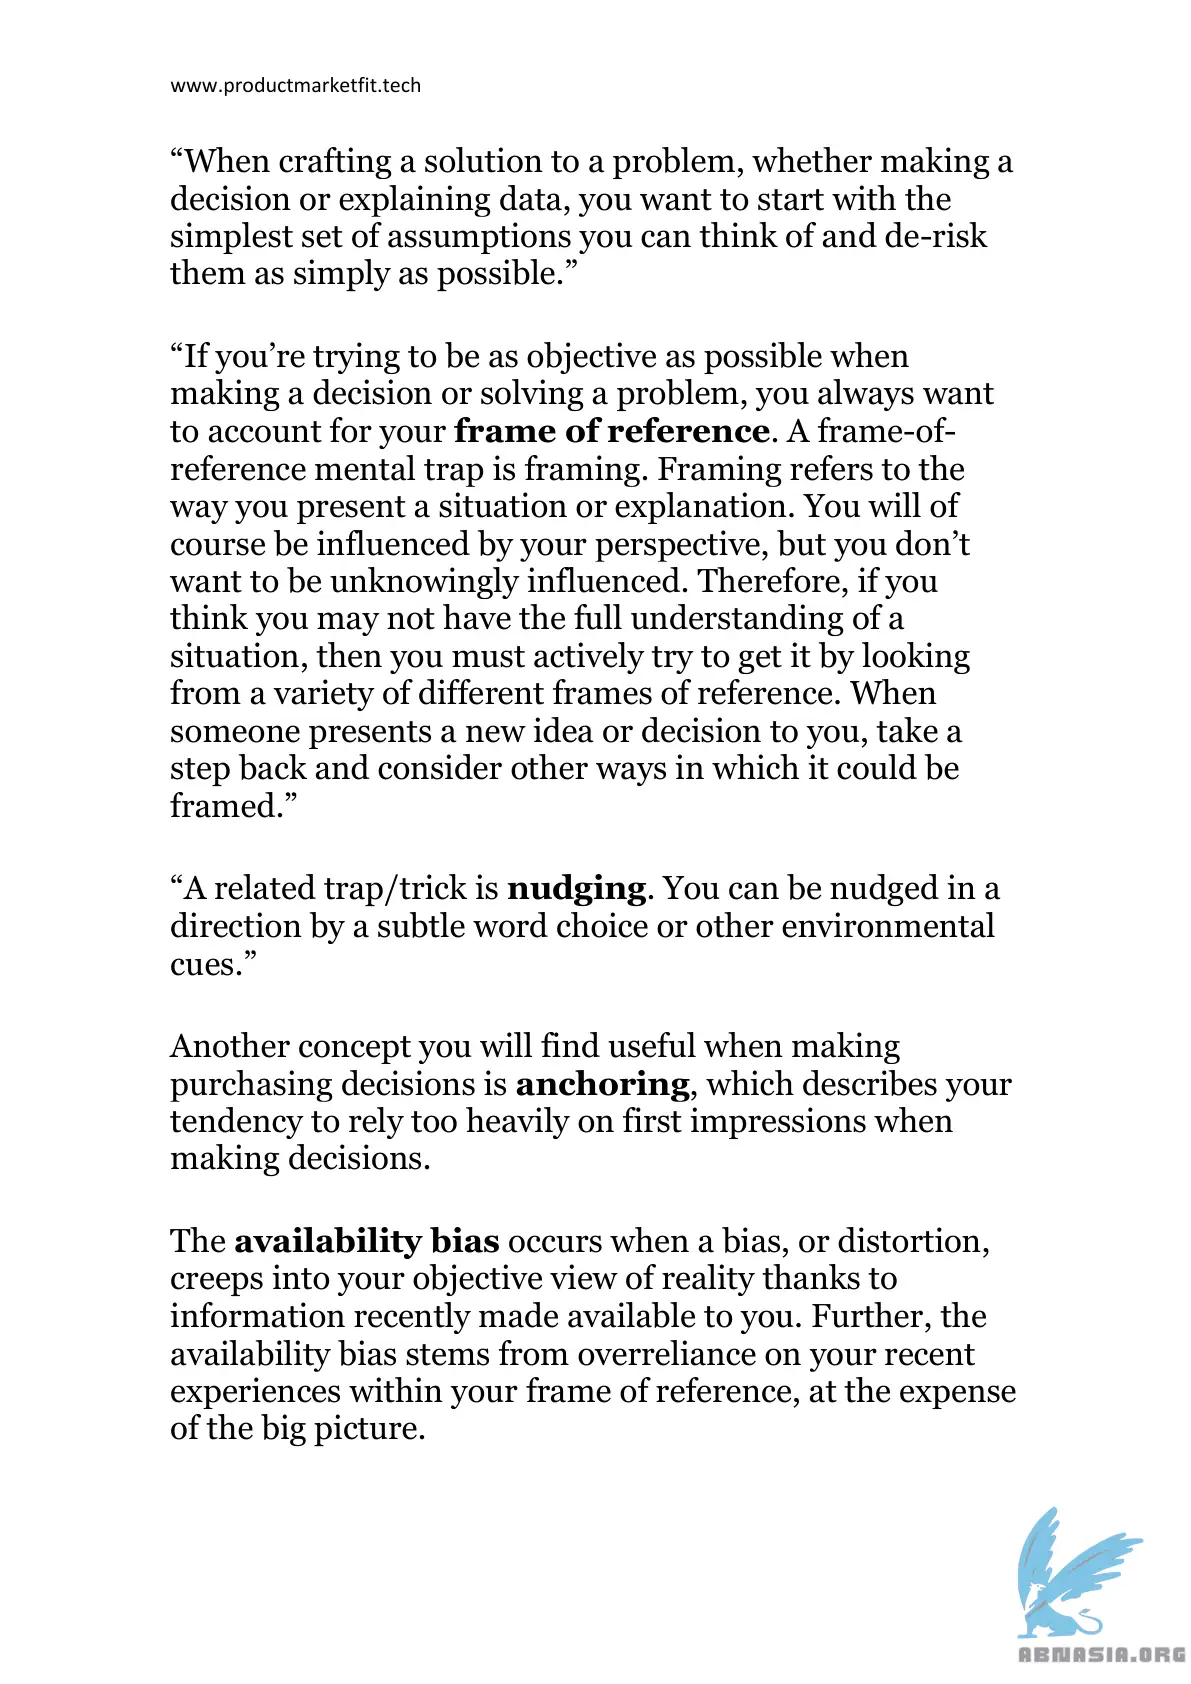 www.productmarketfit.tech
“When crafting a solution to a problem, whether making a
decision or explaining data, you want to start with the
simplest set of assumptions you can think of and de-risk
them as simply as possible.”
“If you’re trying to be as objective as possible when
making a decision or solving a problem, you always want
to account for your frame of reference. A frame-of-
reference mental trap is framing. Framing refers to the
way you present a situation or explanation. You will of
course be influenced by your perspective, but you don’t
want to be unknowingly influenced. Therefore, if you
think you may not have the full understanding of a
situation, then you must actively try to get it by looking
from a variety of different frames of reference. When
someone presents a new idea or decision to you, take a
step back and consider other ways in which it could be
framed.”
“A related trap/trick is nudging. You can be nudged in a
direction by a subtle word choice or other environmental
cues.”
Another concept you will find useful when making
purchasing decisions is anchoring, which describes your
tendency to rely too heavily on first impressions when
making decisions.
The availability bias occurs when a bias, or distortion,
creeps into your objective view of reality thanks to
information recently made available to you. Further, the
availability bias stems from overreliance on your recent
experiences within your frame of reference, at the expense
of the big picture.
ABNASIA.ORG